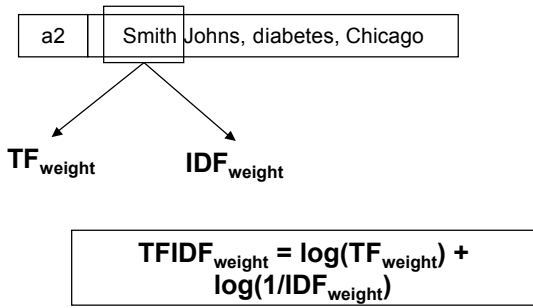 a2 Smith Johns, diabetes, Chicago
TFweight IDFweight
TFIDFweight = log(TFweight) +
log(1/IDFweight)